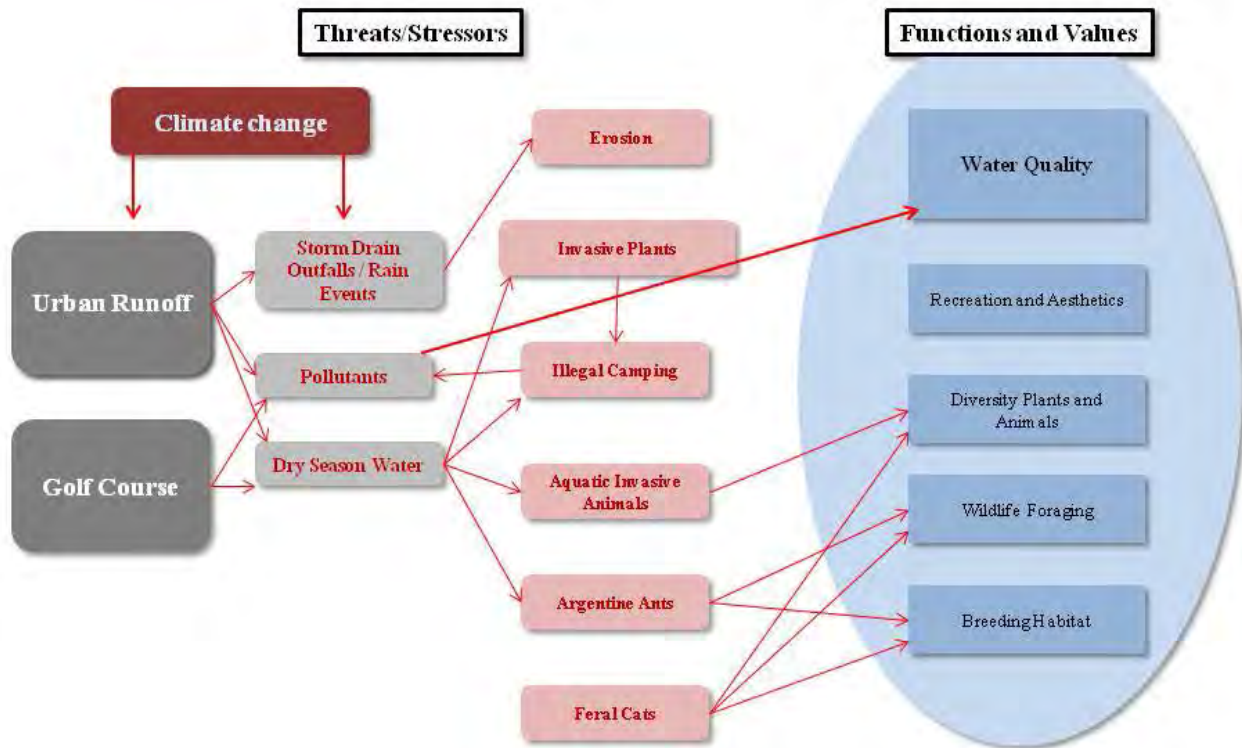 Threats/Stressors
Functions and Values
Climate change
Erosion
Water Quality
Storm Drain
Outfalls / Rain
Events
Invasive Plants
Urban Runoff
Recreation and Aesthetics
Pollutants
Illegal Camping
Diversity Plants and
Animals
Golf Course
Dry Season Water
Aquatic Invasive
Animals
Wildlife Foraging
Argentine Ants
Breeding Habitat
Feral Cats